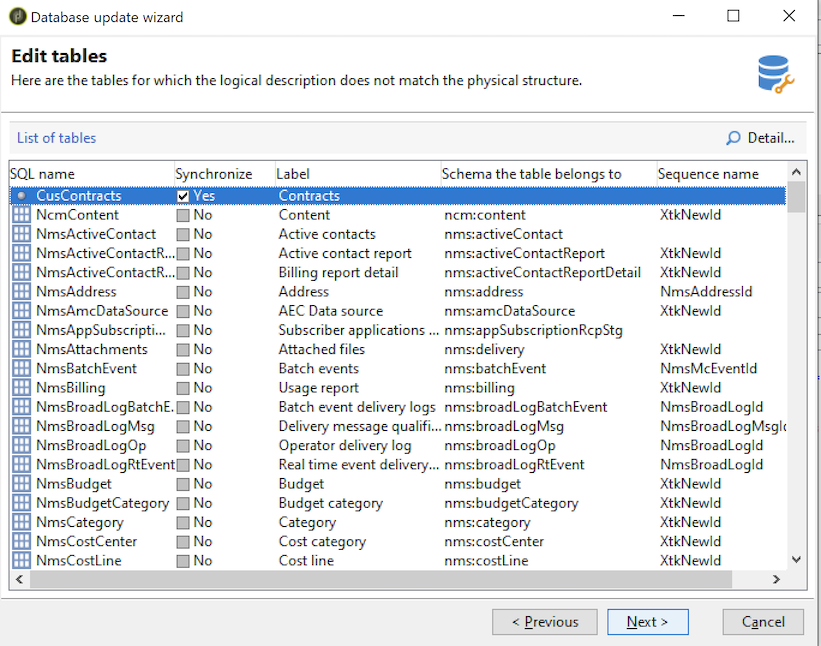 Database update wizard
Edit tables
Here are the tables for which the logical description does not match the physical structure.
List of tables Detail...
SQL name Synchronize Label Schema the table belongs to Sequence name
CusContracts Yes Contracts
NcmContent No Content ncm:content XtkNewId
NmsActiveContact No Active contacts nms:activeContact
NmsActiveContactR... No Active contact report nms:activeContactReport XtkNewId
NmsActiveContactR... No Billing report detail nms:activeContactReportDetail XtkNewId
NmsAddress No Address nms:address NmsAddressId
NmsAmcDataSource No AEC Data source nms:amcDataSource XtkNewId
NmsAppSubscripti... No Subscriber applications ... nms:appSubscriptionRcpStg
NmsAttachments No Attached files nms:delivery XtkNewId
NmsBatchEvent No Batch events nms:batchEvent NmsMcEventId
NmsBilling No Usage report nms:billing XtkNewId
NmsBroadLogBatchE. No Batch event delivery logs nms:broadLogBatchEvent NmsBroadLogId
NmsBroadLogMsg No Delivery message qualifi... nms:broadLogMsg NmsBroadLogMsgId
NmsBroadLogOp No Operator delivery log nms:broadLogOp NmsBroadLogId
NmsBroadLogRtEvent No Real time event delivery... nms:broadLogRtEvent NmsBroadLogId
NmsBudget No Budget nms:budget XtkNewId
NmsBudgetCategory No Budget category nms:budgetCategory XtkNewId
NmsCategory No Category nms:category XtkNewId
NmsCostCenter No Cost category nms:costCenter XtkNewId
NmsCostLine No Cost line nms:costLine XtkNewId
< Previous Next > Cancel